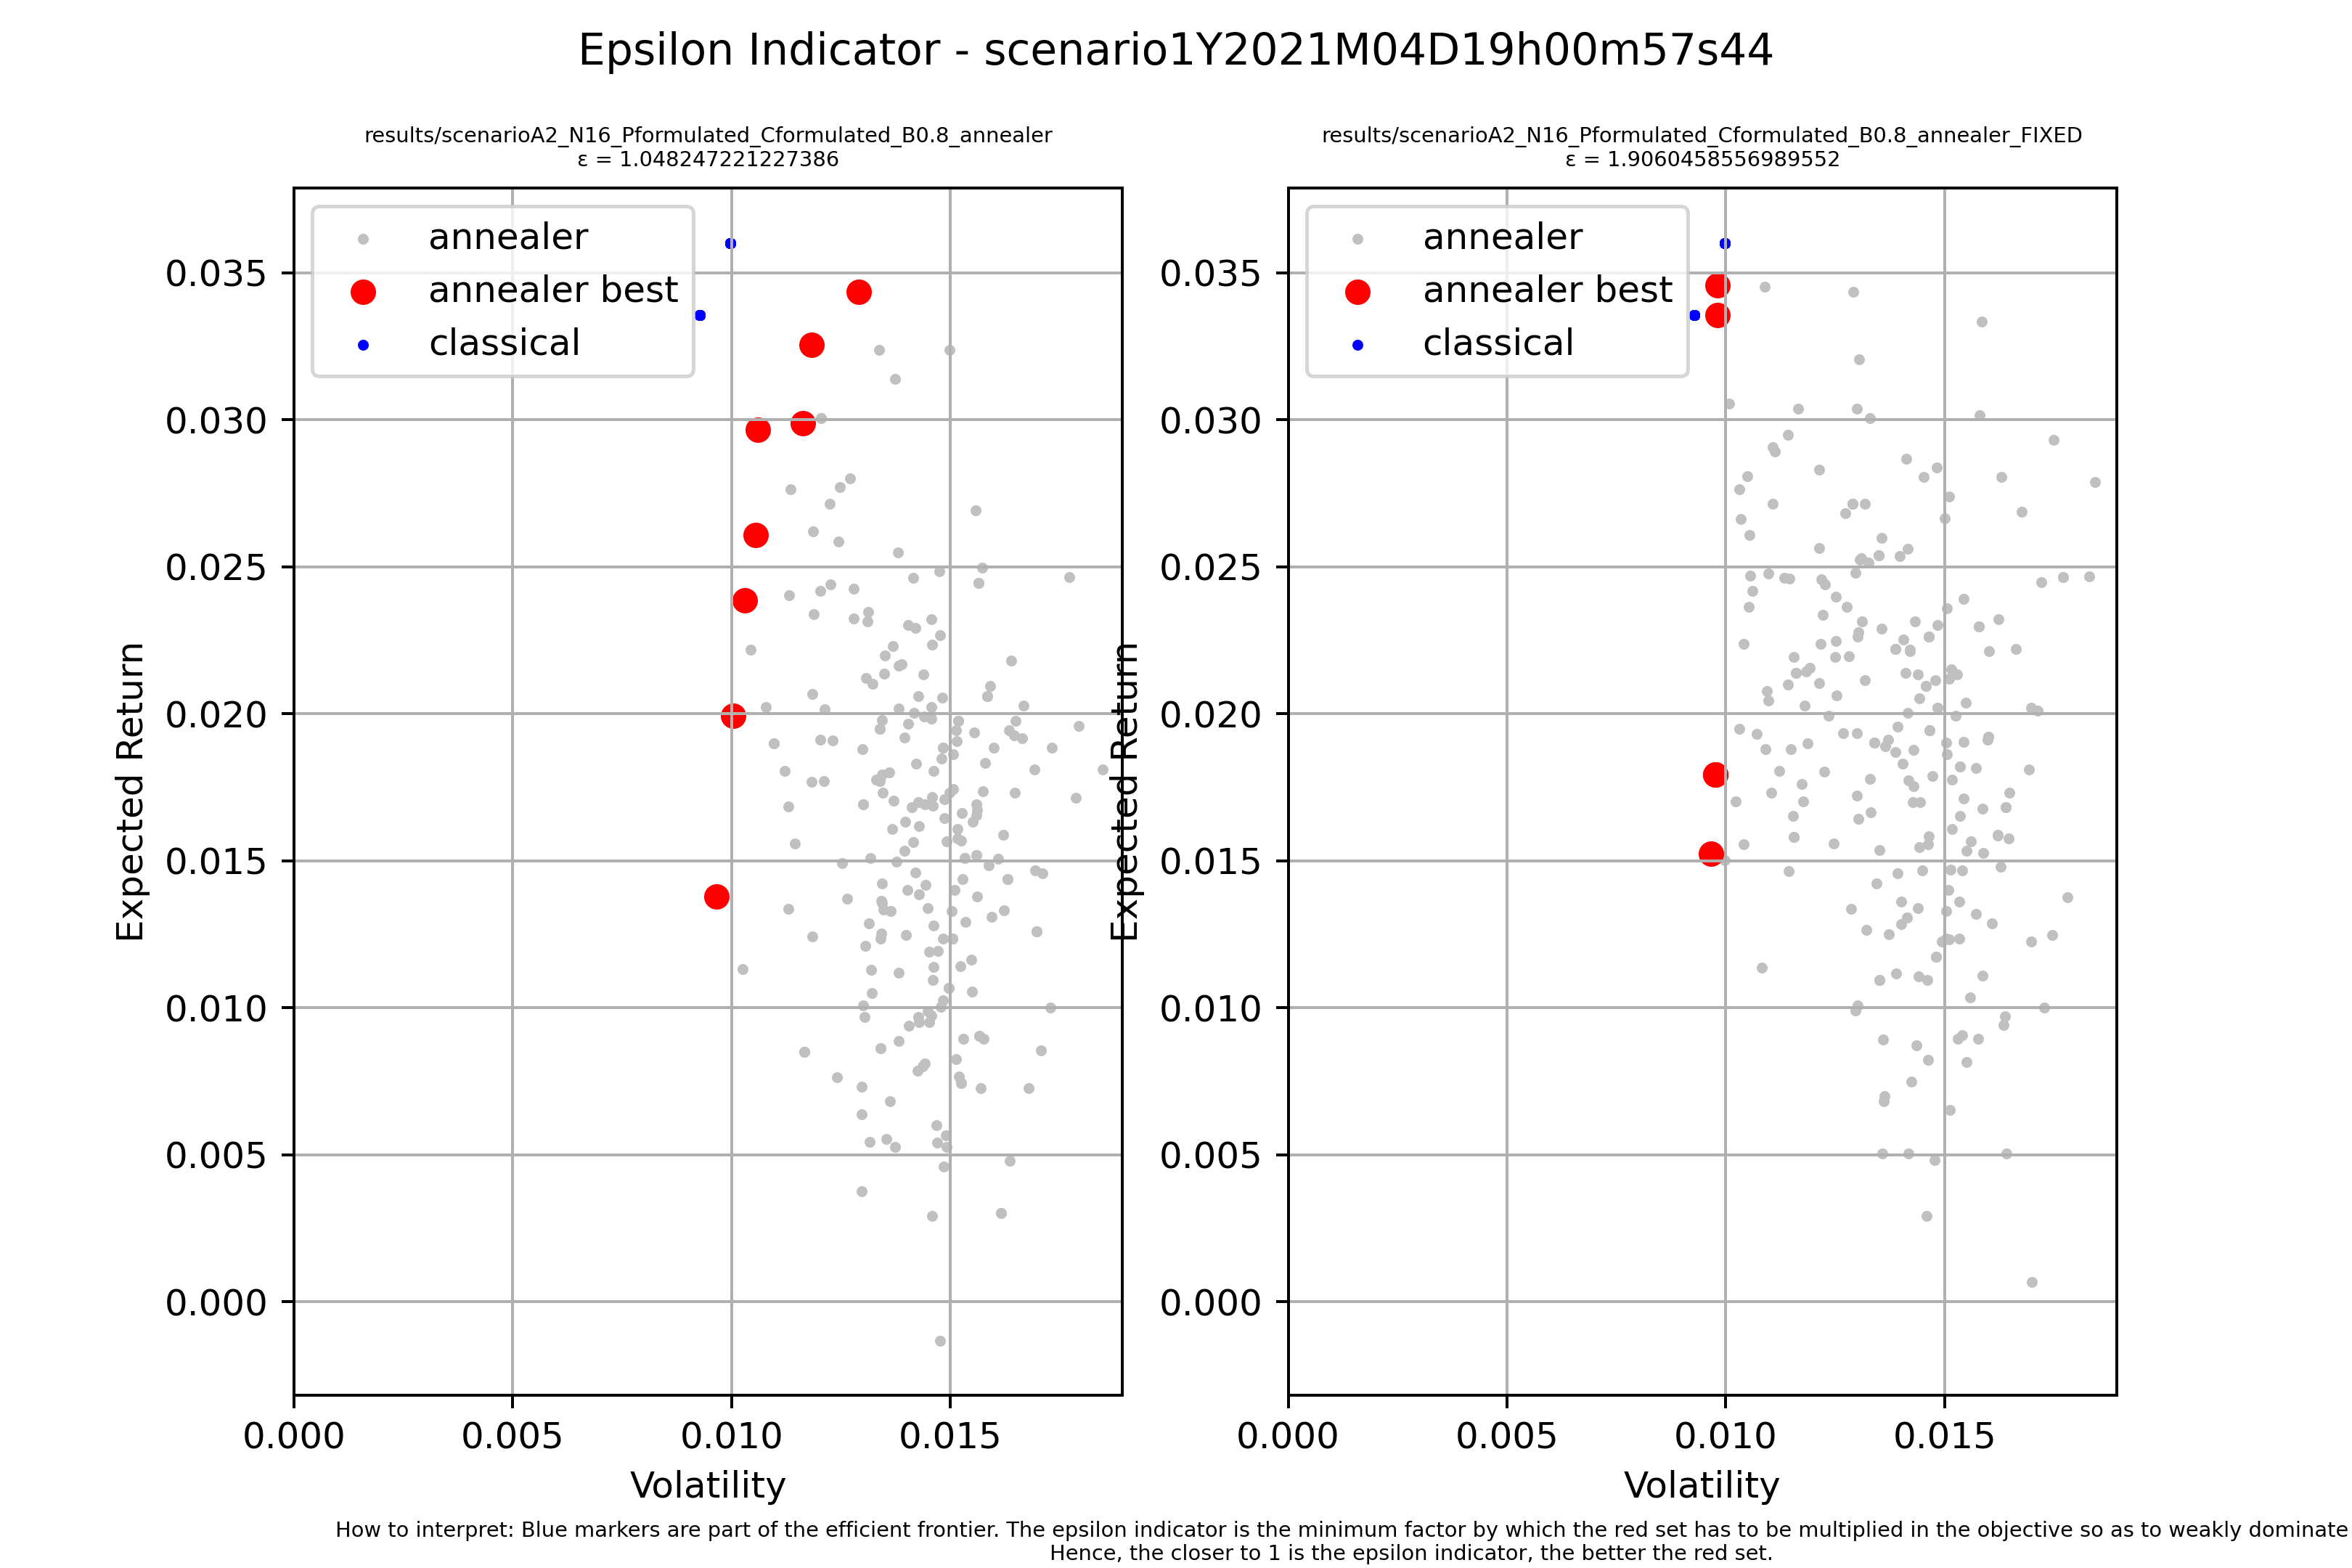 Epsilon Indicator - scenario1Y2021M04D19h00m57s44
results/scenarioA2_N16_Pformulated_Cformulated_B0.8_annealer
ε = 1.048247221227386
annealer
annealer best
classical
0.035
0.030
0.025
0.020
0.015
0.010
0.005
0.000
Expected Return
0.000 0.005 0.010 0.015
Volatility
results/scenarioA2_N16_Pformulated_Cformulated_B0.8_annealer_FIXED
ε = 1.9060458556989552
annealer
annealer best
classical
0.035
0.030
0.025
0.020
0.015
0.010
0.005
0.000
Expected Return
0.000 0.005 0.010 0.015
Volatility
How to interpret: Blue markers are part of the efficient frontier. The epsilon indicator is the minimum factor by which the red set has to be multiplied in the objective so as to weakly dominate
Hence, the closer to 1 is the epsilon indicator, the better the red set.